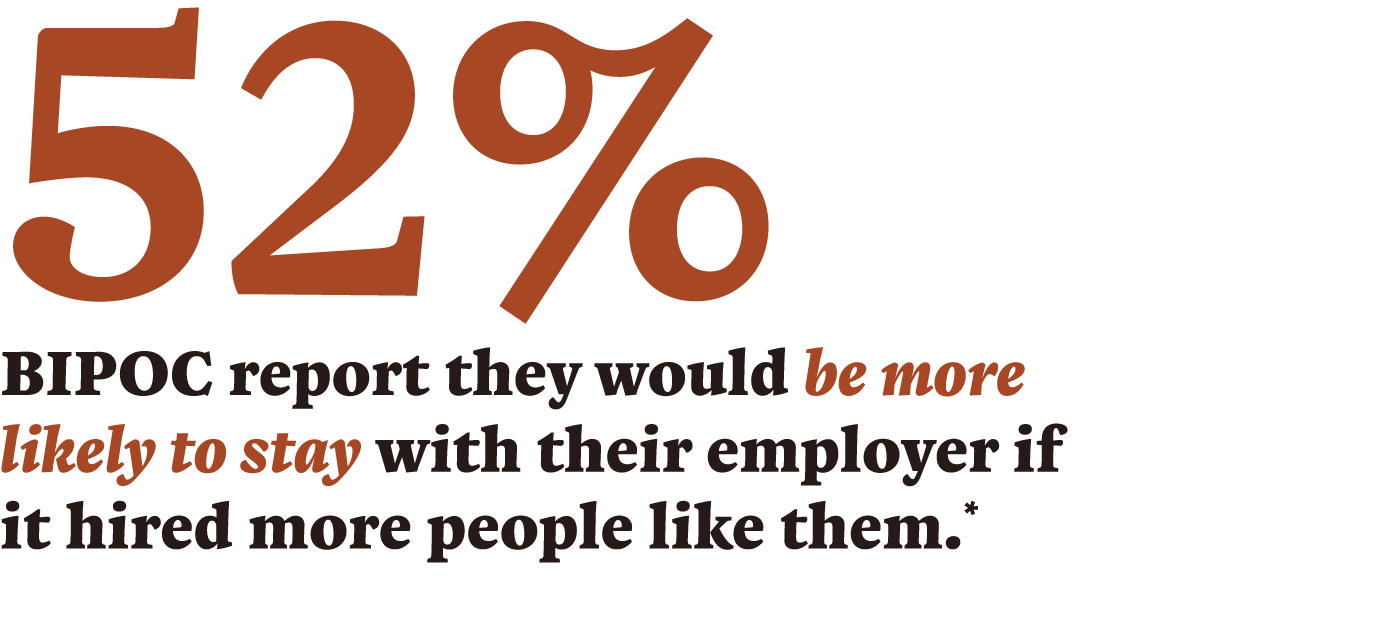 52%
BIPOC report they would be more
likely to stay with their employer if
it hired more people like them.*